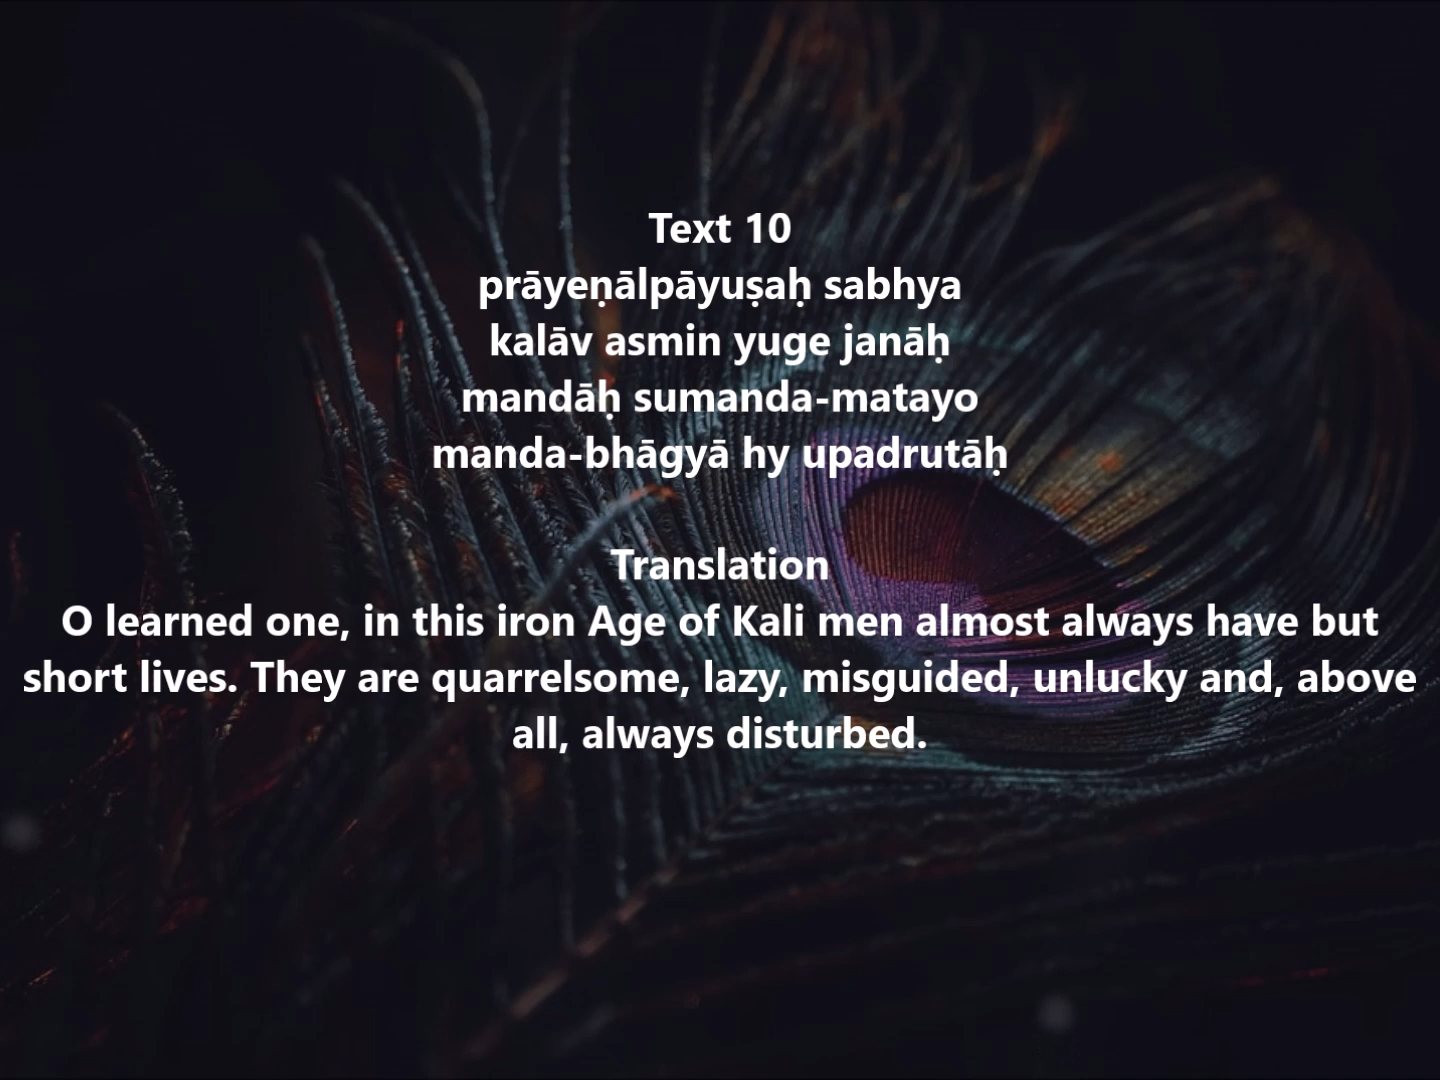 Text 10
prāyeṇālpāyuṣaḥ sabhya
kalāv asmin yuge janāḥ
mandāḥ sumanda-matayo
manda-bhāgyā hy upadrutāḥ
Translation
O learned one, in this iron Age of Kali men almost always have but
short lives. They are quarrelsome, lazy, misguided, unlucky and, above
all, always disturbed.